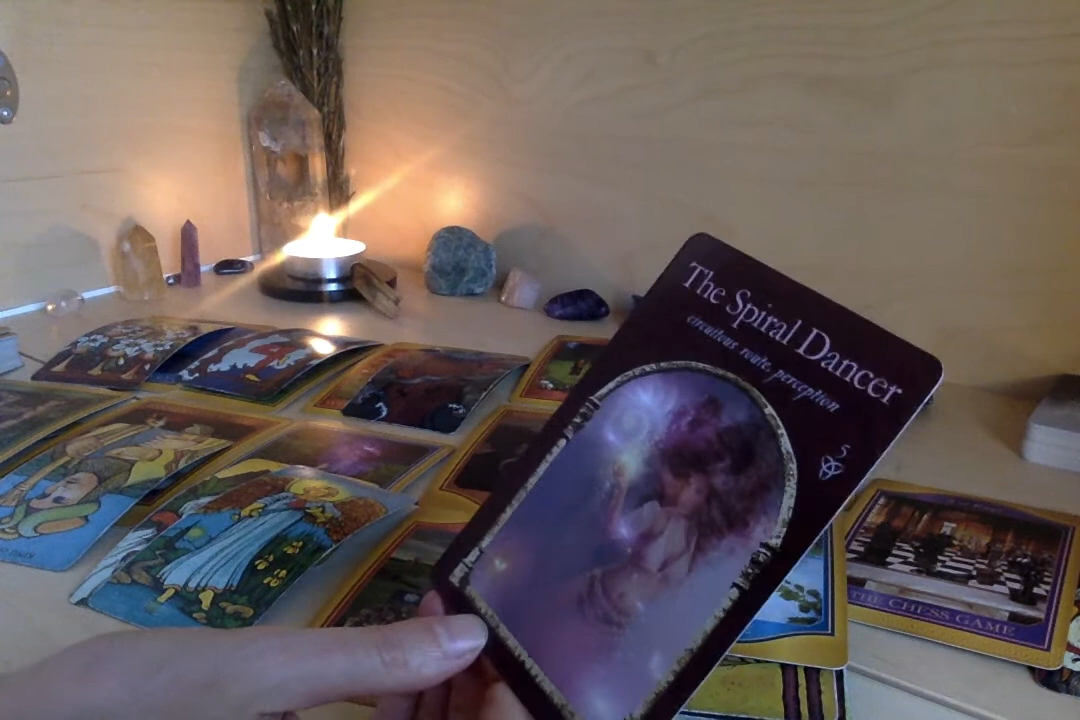 The Spiral Dancer
circuitous route, perception
5
THE CHESS GAME